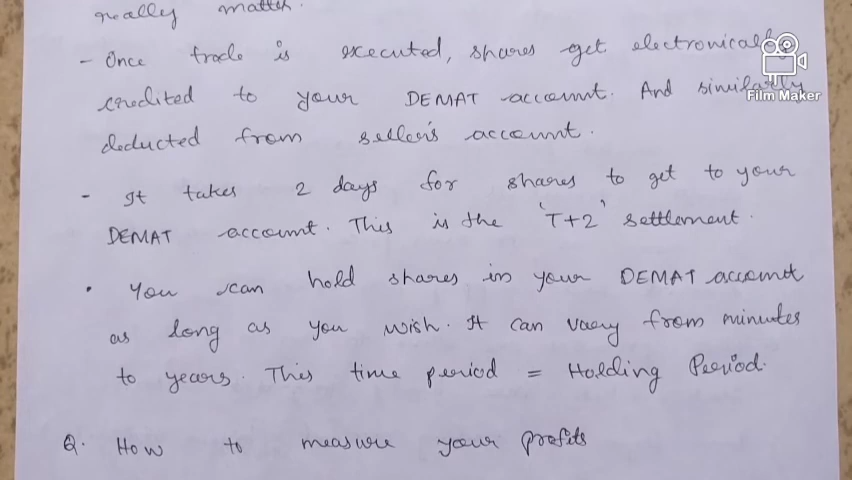 really matter.
- Once trade is executed, shares get electronically
credited to your DEMAT account. And similarly
Film Maker
deducted from seller's account.
- It takes 2 days for shares to get to your
DEMAT account. This is the 'T+2' settlement.
• You can hold shares in your DEMAT account
as long as you wish. It can vary from minutes
to years. This time period = Holding Period.
Q. How to measure your profits